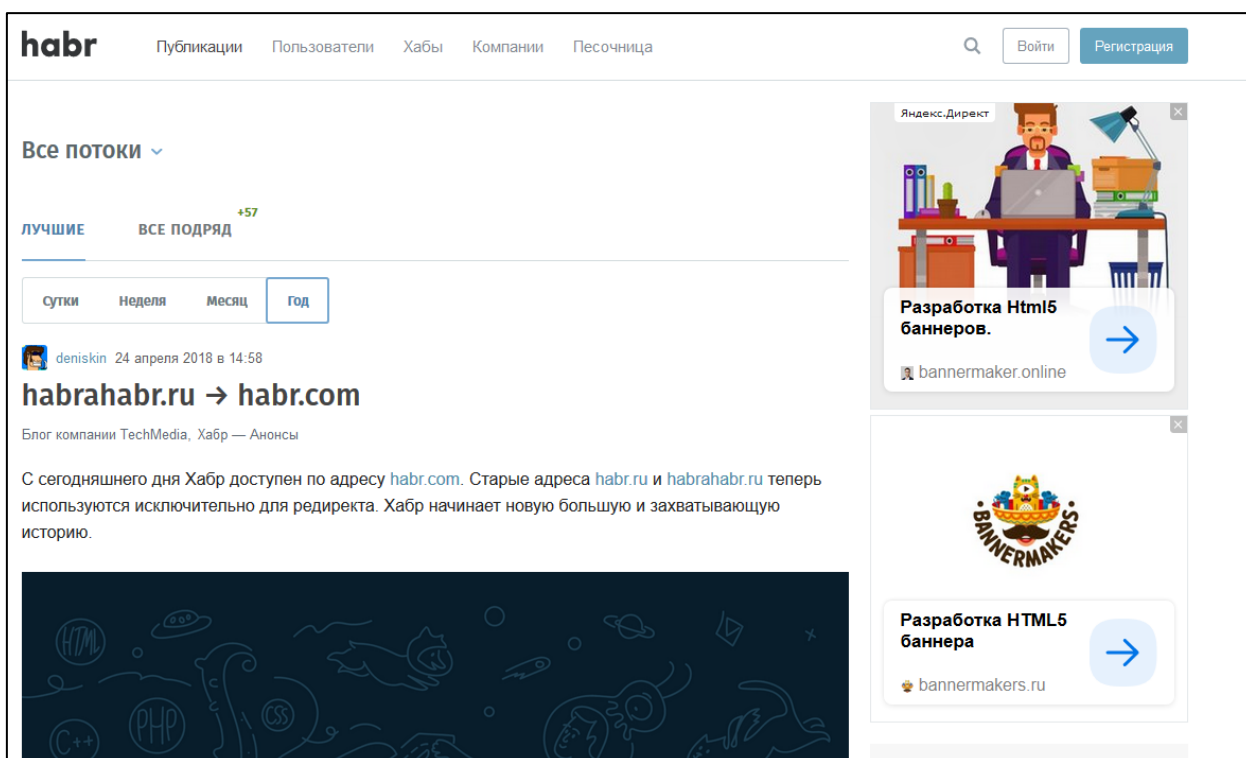 habr
Публикации Пользователи Хабы Компании Песочница
Войти Регистрация
Все потоки
ЛУЧШИЕ ВСЕ ПОДРЯД +57
Сутки Неделя Месяц Год
deniskin 24 апреля 2018 в 14:58
habrahabr.ru → habr.com
Блог компании TechMedia, Хабр — Анонсы
С сегодняшнего дня Хабр доступен по адресу habr.com. Старые адреса habr.ru и habrahabr.ru теперь
используются исключительно для редиректа. Хабр начинает новую большую и захватывающую
историю.
HTML
PHP
CSS
C++
Яндекс.Директ
Разработка Html5
баннеров.
bannermaker.online
BANNERMAKERS
Разработка HTML5
баннера
bannermakers.ru